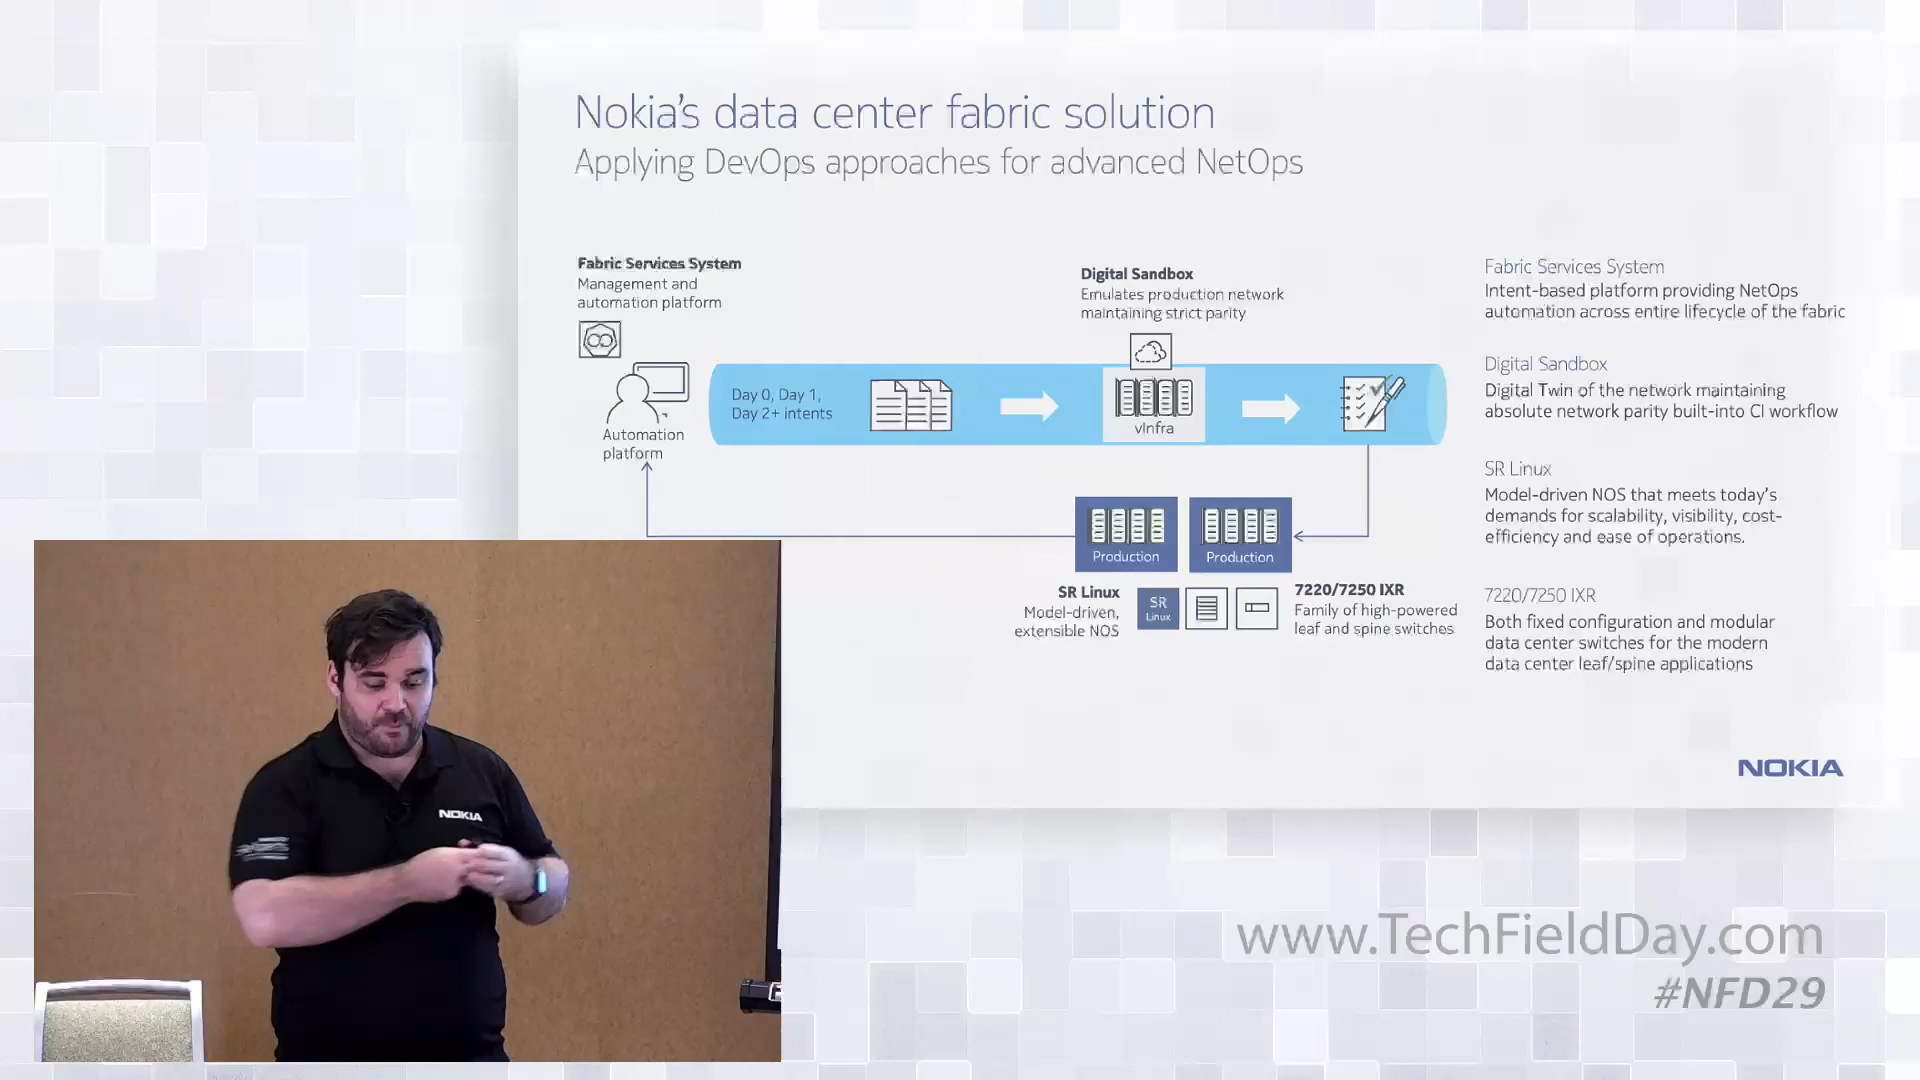 Nokia's data center fabric solution
Applying DevOps approaches for advanced NetOps
Fabric Services System
Management and
automation platform
Automation
platform
Day 0, Day 1,
Day 2+ intents
Digital Sandbox
Emulates production network
maintaining strict parity
vInfra
Production
Production
SR Linux
Model-driven,
extensible NOS
SR
Linux
7220/7250 IXR
Family of high-powered
leaf and spine switches
Fabric Services System
Intent-based platform providing NetOps
automation across entire lifecycle of the fabric
Digital Sandbox
Digital Twin of the network maintaining
absolute network parity built-into CI workflow
SR Linux
Model-driven NOS that meets today's
demands for scalability, visibility, cost-
efficiency and ease of operations.
7220/7250 IXR
Both fixed configuration and modular
data center switches for the modern
data center leaf/spine applications
NOKIA
NOKIA
www.TechFieldDay.com
#NFD29